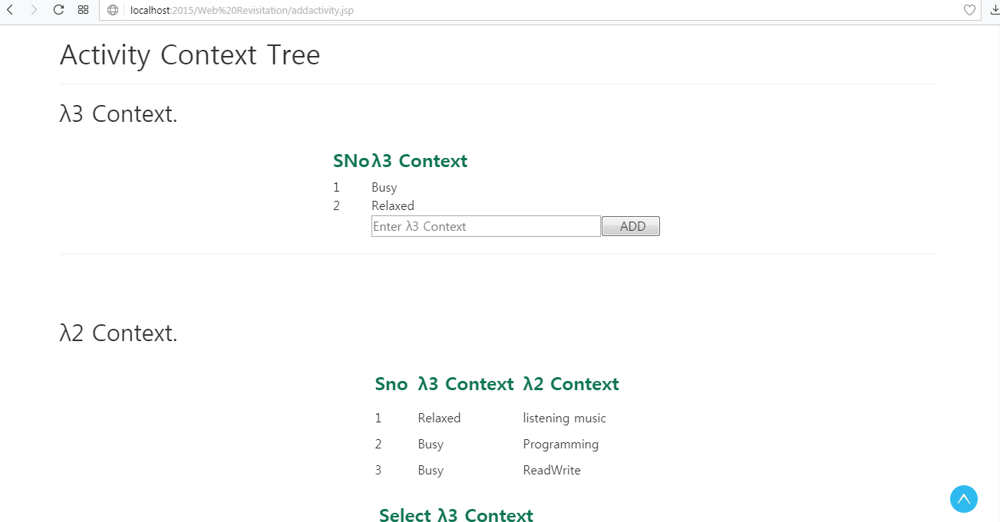 localhost:2015/Web%20Revisitation/addactivity.jsp
Activity Context Tree
λ3 Context.
SNo λ3 Context
1 Busy
2 Relaxed
Enter λ3 Context ADD
λ2 Context.
Sno λ3 Context λ2 Context
1 Relaxed listening music
2 Busy Programming
3 Busy ReadWrite
Select λ3 Context